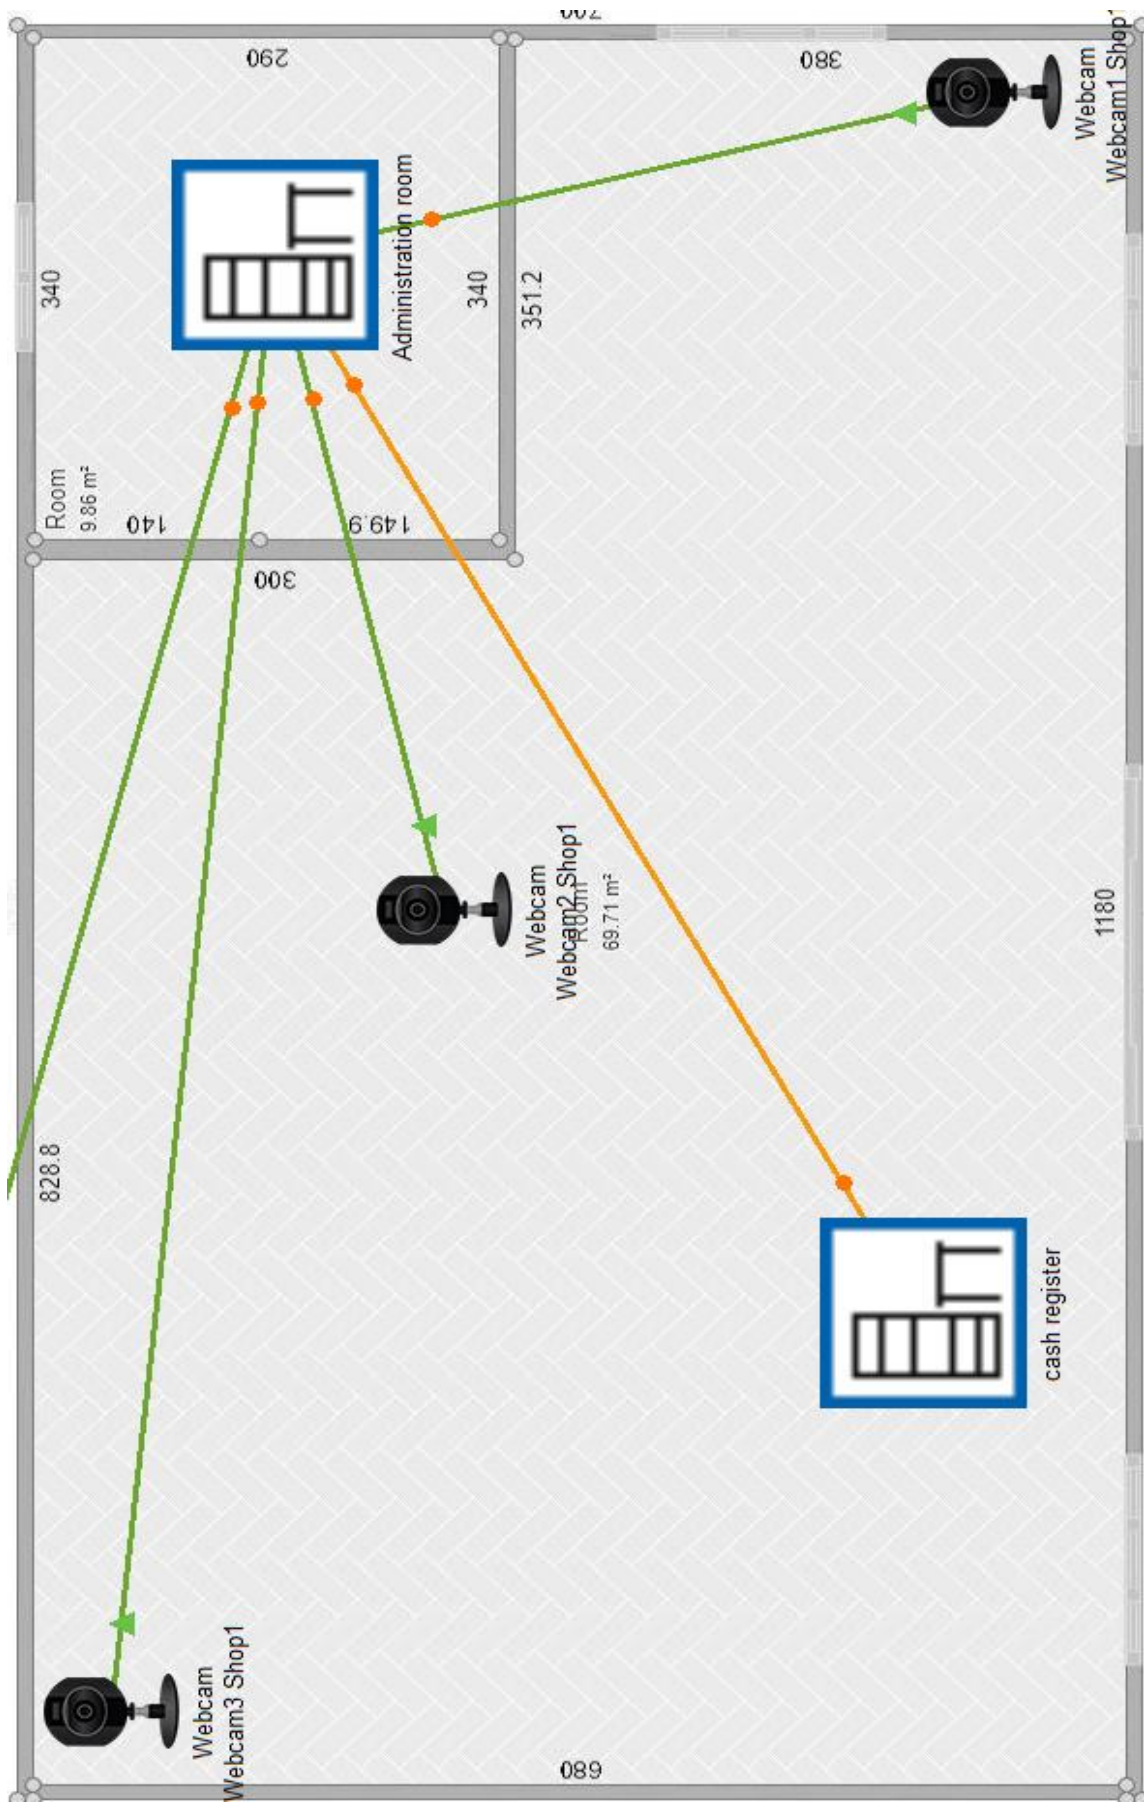 700
290
380
Webcam
Webcam1 Shop1
Administration room
340
340
351.2
Room
9.86 m²
140
149.9
300
Webcam
Webcam2 Shop1
Room
69.71 m²
1180
828.8
cash register
Webcam
Webcam3 Shop1
680